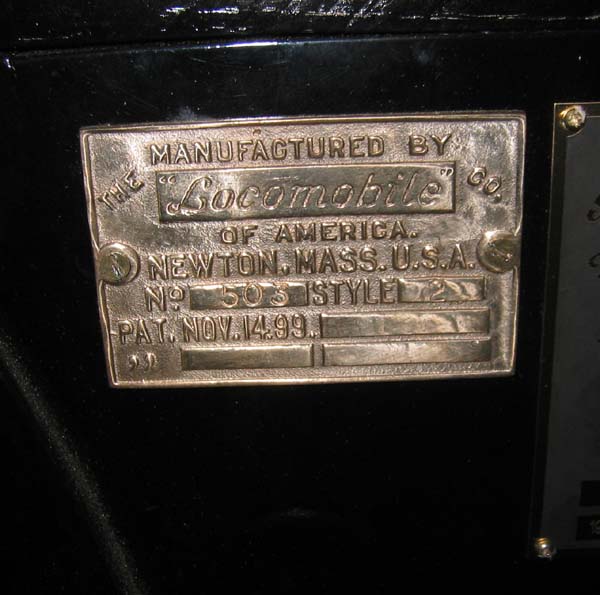 MANUFACTURED BY
THE "Locomobile" CO.
OF AMERICA.
NEWTON, MASS. U.S.A.
No 503 STYLE 2
PAT. NOV. 14.99.
"